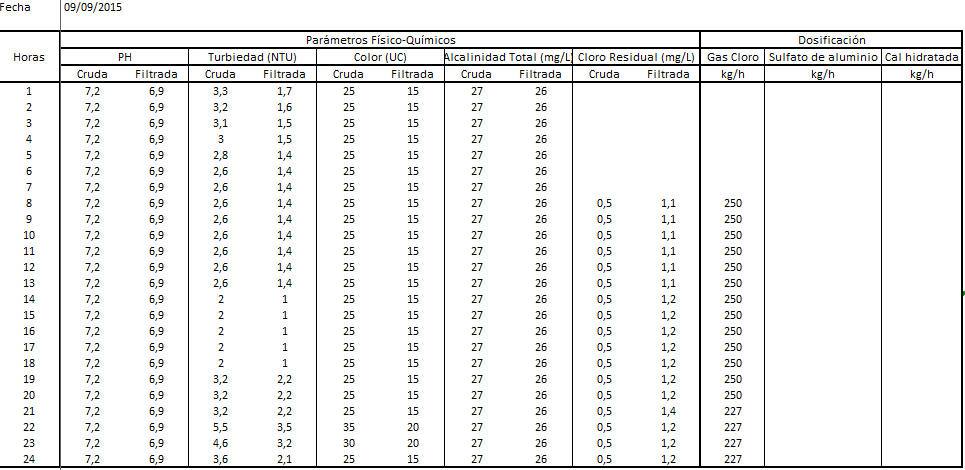 Fecha 09/09/2015
Parámetros Físico-Químicos Dosificación
Horas PH Turbiedad (NTU) Color (UC) Alcalinidad Total (mg/L) Cloro Residual (mg/L) Gas Cloro Sulfato de aluminio Cal hidratada
Cruda Filtrada Cruda Filtrada Cruda Filtrada Cruda Filtrada Cruda Filtrada kg/h kg/h kg/h
1 7,2 6,9 3,3 1,7 25 15 27 26
2 7,2 6,9 3,2 1,6 25 15 27 26
3 7,2 6,9 3,1 1,5 25 15 27 26
4 7,2 6,9 3 1,5 25 15 27 26
5 7,2 6,9 2,8 1,4 25 15 27 26
6 7,2 6,9 2,6 1,4 25 15 27 26
7 7,2 6,9 2,6 1,4 25 15 27 26
8 7,2 6,9 2,6 1,4 25 15 27 26 0,5 1,1 250
9 7,2 6,9 2,6 1,4 25 15 27 26 0,5 1,1 250
10 7,2 6,9 2,6 1,4 25 15 27 26 0,5 1,1 250
11 7,2 6,9 2,6 1,4 25 15 27 26 0,5 1,1 250
12 7,2 6,9 2,6 1,4 25 15 27 26 0,5 1,1 250
13 7,2 6,9 2,6 1,4 25 15 27 26 0,5 1,1 250
14 7,2 6,9 2 1 25 15 27 26 0,5 1,2 250
15 7,2 6,9 2 1 25 15 27 26 0,5 1,2 250
16 7,2 6,9 2 1 25 15 27 26 0,5 1,2 250
17 7,2 6,9 2 1 25 15 27 26 0,5 1,2 250
18 7,2 6,9 2 1 25 15 27 26 0,5 1,2 250
19 7,2 6,9 3,2 2,2 25 15 27 26 0,5 1,2 250
20 7,2 6,9 3,2 2,2 25 15 27 26 0,5 1,2 250
21 7,2 6,9 3,2 2,2 25 15 27 26 0,5 1,4 227
22 7,2 6,9 5,5 3,5 35 20 27 26 0,5 1,2 227
23 7,2 6,9 4,6 3,2 30 20 27 26 0,5 1,2 227
24 7,2 6,9 3,6 2,1 25 15 27 26 0,5 1,2 227